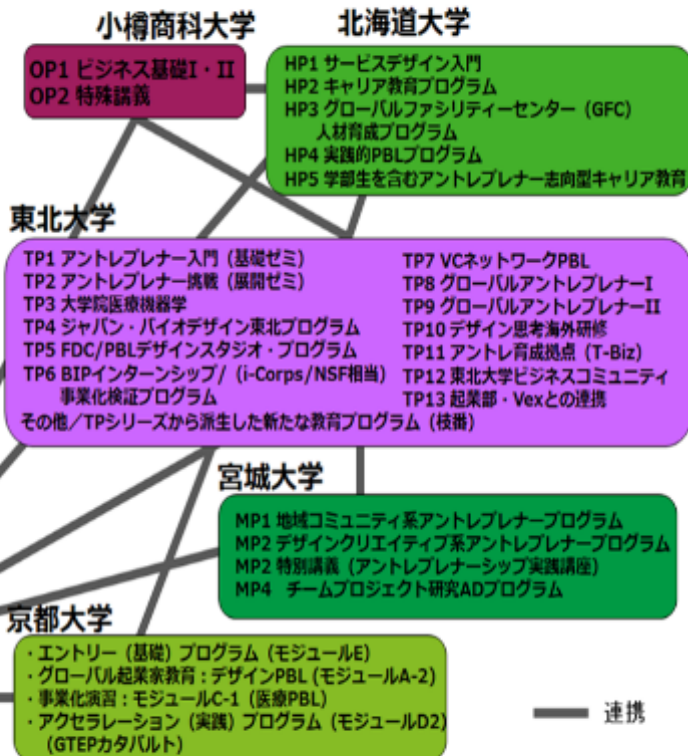 小樽商科大学
OP1 ビジネス基礎I・II
OP2 特殊講義
北海道大学
HP1 サービスデザイン入門
HP2 キャリア教育プログラム
HP3 グローバルファシリティーセンター（GFC）
人材育成プログラム
HP4 実践的PBLプログラム
HP5 学部生を含むアントレプレナー志向型キャリア教育
東北大学
TP1 アントレプレナー入門（基礎ゼミ）
TP2 アントレプレナー挑戦（展開ゼミ）
TP3 大学院医療機器学
TP4 ジャパン・バイオデザイン東北プログラム
TP5 FDC/PBLデザインスタジオ・プログラム
TP6 BIPインターンシップ/（i-Corps/NSF相当）
事業化検証プログラム
TP7 VCネットワークPBL
TP8 グローバルアントレプレナーI
TP9 グローバルアントレプレナーII
TP10 デザイン思考海外研修
TP11 アントレ育成拠点（T-Biz）
TP12 東北大学ビジネスコミュニティ
TP13 起業部・Vexとの連携
その他／TPシリーズから派生した新たな教育プログラム（枝番）
宮城大学
MP1 地域コミュニティ系アントレプレナープログラム
MP2 デザインクリエイティブ系アントレプレナープログラム
MP2 特別講義（アントレプレナーシップ実践講座）
MP4 チームプロジェクト研究ADプログラム
京都大学
・エントリー（基礎）プログラム（モジュールE）
・グローバル起業家教育：デザインPBL（モジュールA-2）
・事業化演習：モジュールC-1（医療PBL）
・アクセラレーション（実践）プログラム（モジュールD2）
（GTEPカタパルト）
連携